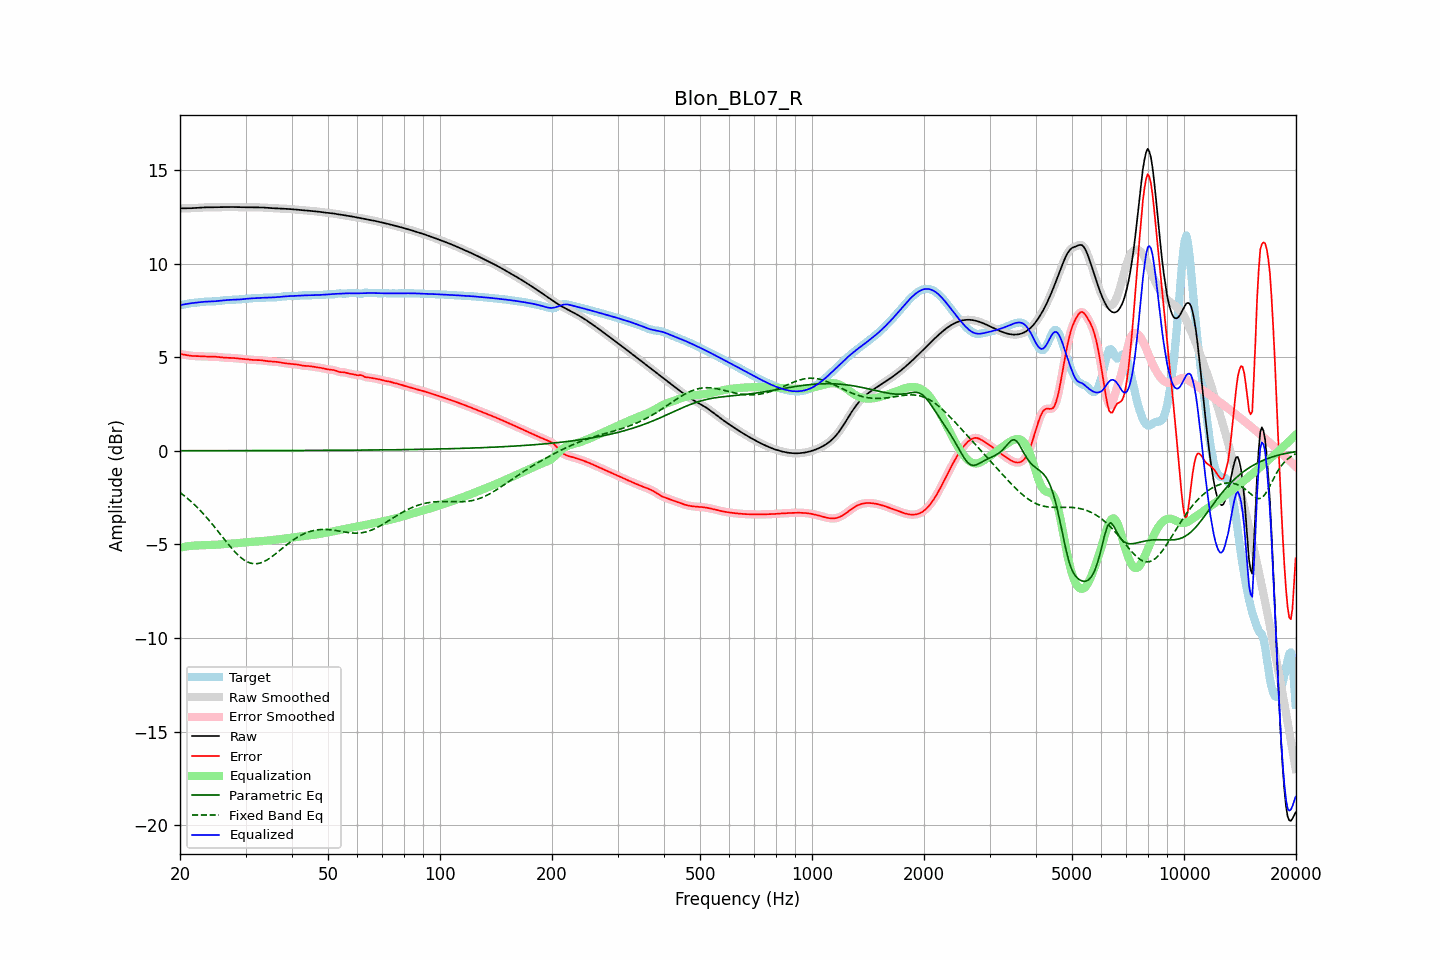 Blon_BL07_R
Amplitude (dBr)
15
10
5
0
−5
−10
−15
−20
Target
Raw Smoothed
Error Smoothed
Raw
Error
Equalization
Parametric Eq
Fixed Band Eq
Equalized
20 50 100 200 500 1000 2000 5000 10000 20000
Frequency (Hz)